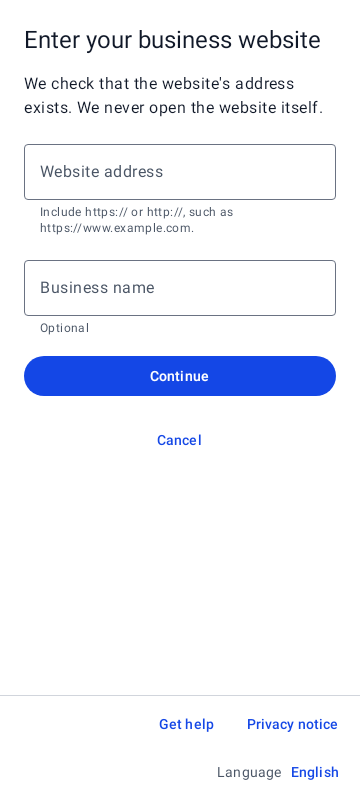 Enter your business website
We check that the website's address
exists. We never open the website itself.
Website address
Include https:// or http://, such as
https://www.example.com.
Business name
Optional
Continue
Cancel
Get help Privacy notice
Language English